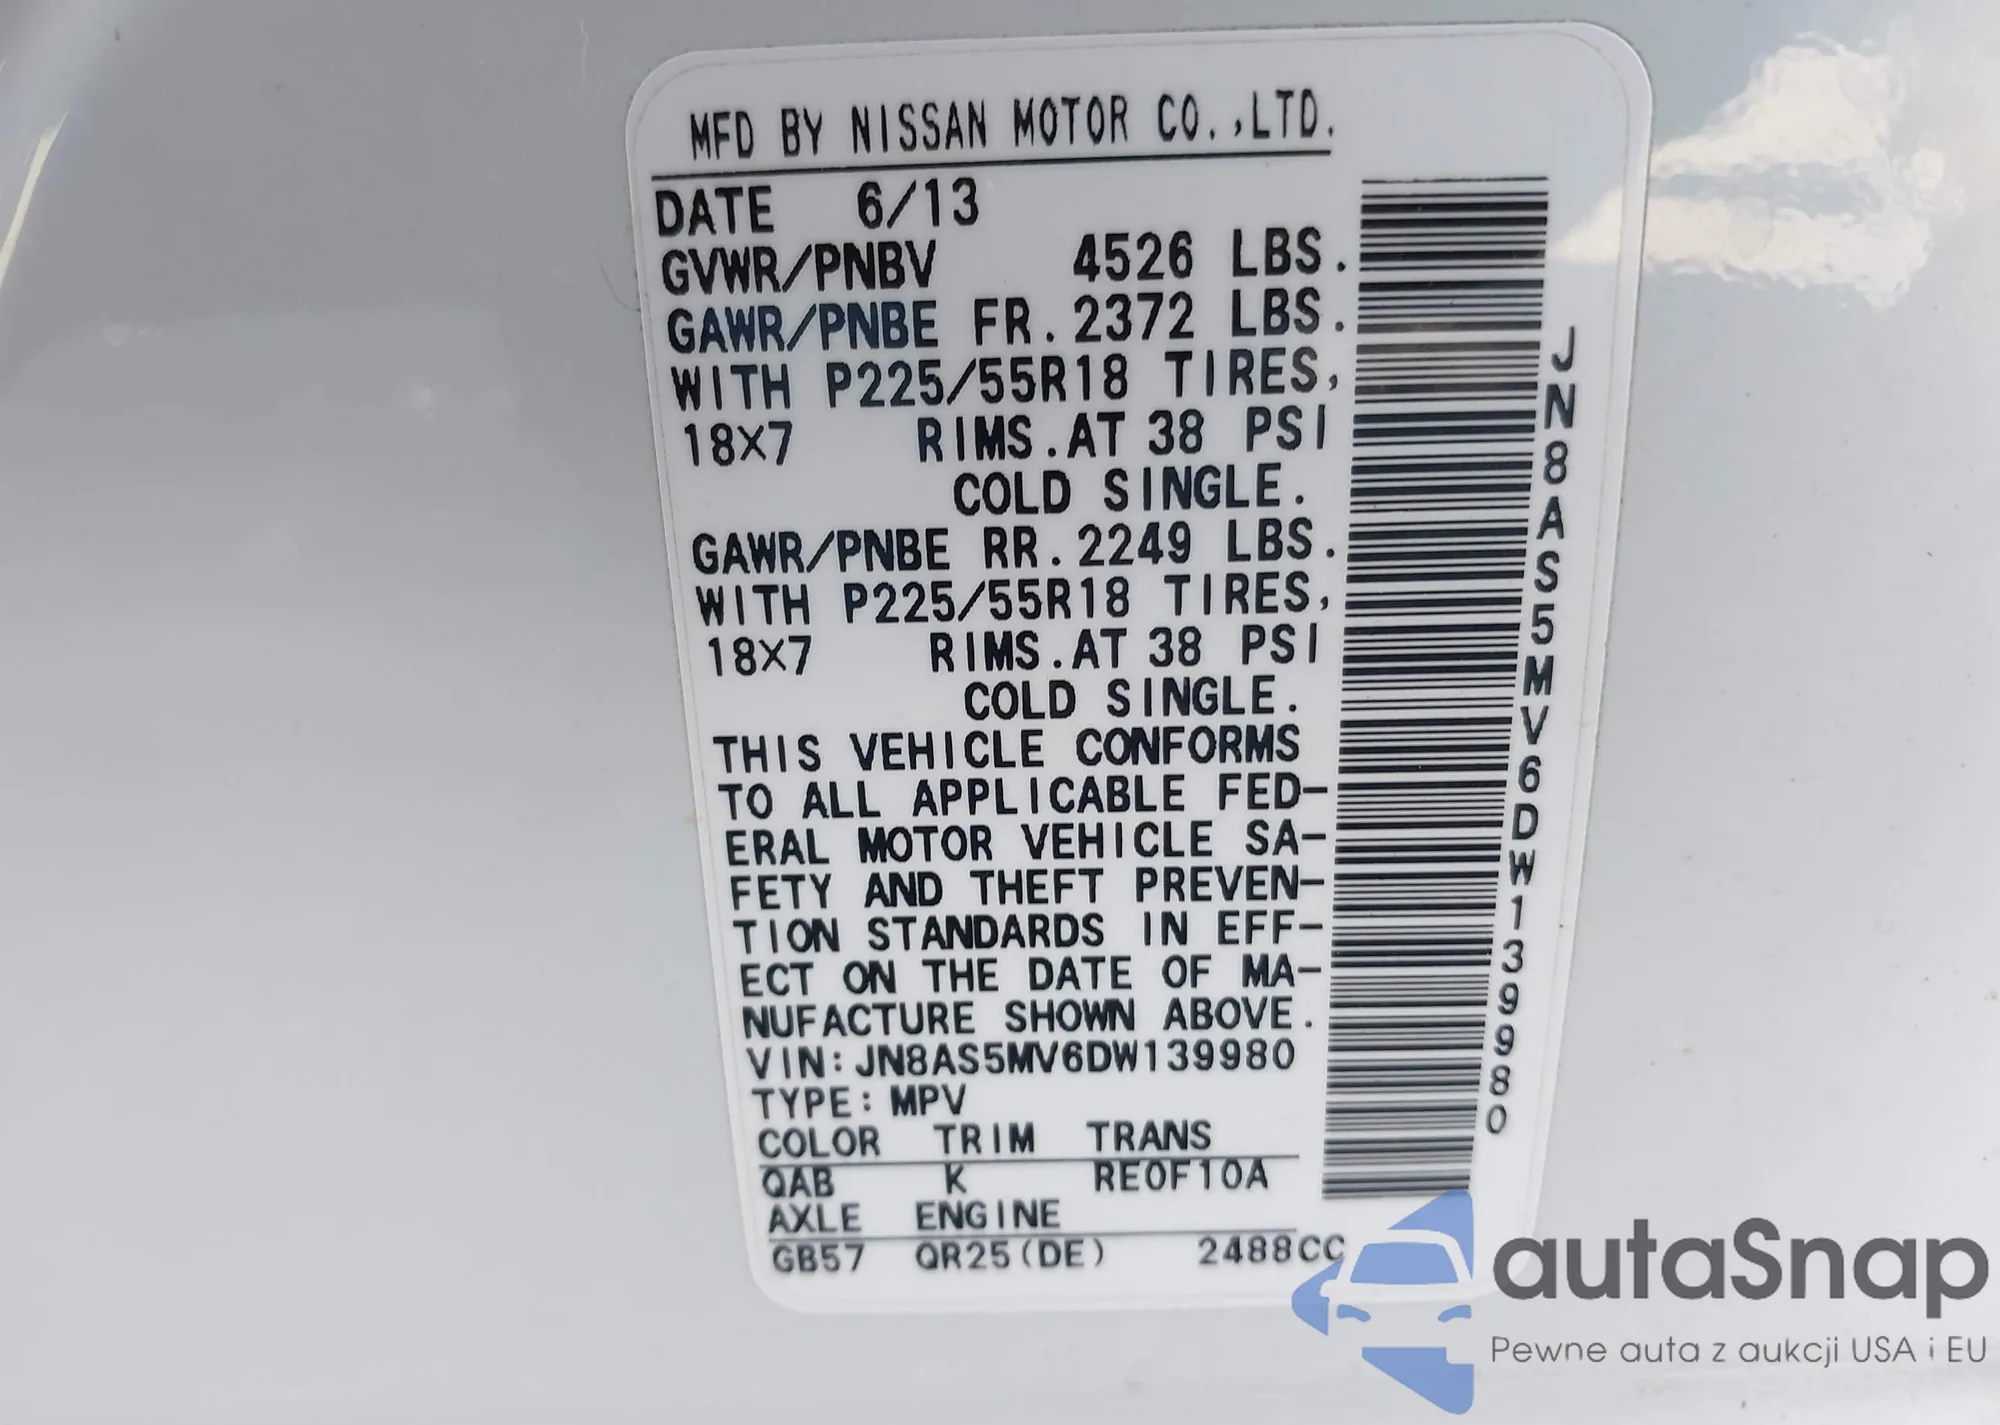 MFD BY NISSAN MOTOR CO.,LTD.
DATE 6/13
GVWR/PNBV 4526 LBS.
GAWR/PNBE FR.2372 LBS.
WITH P225/55R18 TIRES,
18X7 RIMS.AT 38 PSI
COLD SINGLE.
GAWR/PNBE RR.2249 LBS.
WITH P225/55R18 TIRES,
18X7 RIMS.AT 38 PSI
COLD SINGLE.
THIS VEHICLE CONFORMS
TO ALL APPLICABLE FED-
ERAL MOTOR VEHICLE SA-
FETY AND THEFT PREVEN-
TION STANDARDS IN EFF-
ECT ON THE DATE OF MA-
NUFACTURE SHOWN ABOVE.
VIN:JN8AS5MV6DW139980
TYPE:MPV
COLOR TRIM TRANS
QAB K RE0F10A
AXLE ENGINE
GB57 QR25(DE) 2488CC
JN8AS5MV6DW139980
autaSnap
Pewne auta z aukcji USA i EU